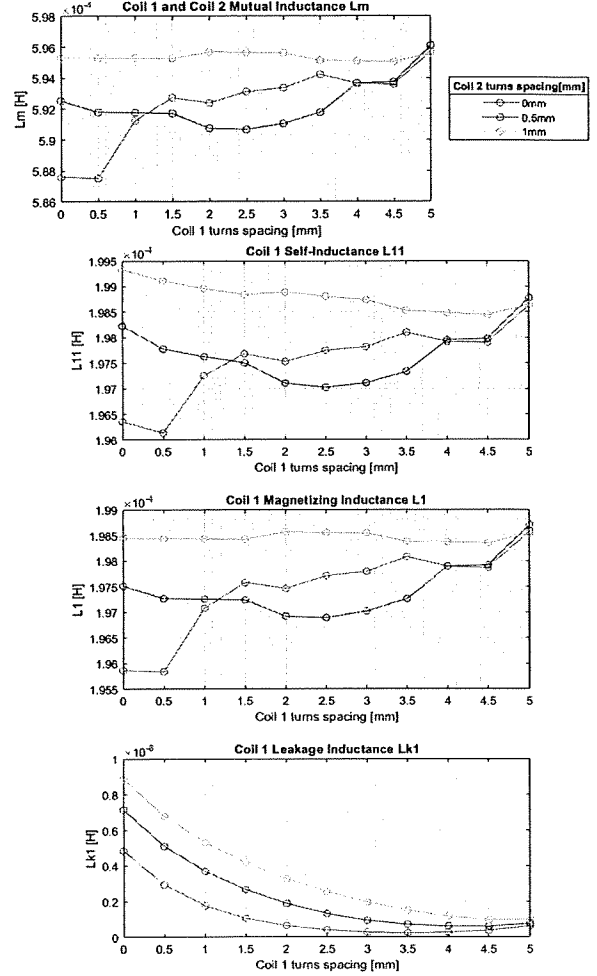 Coil 1 and Coil 2 Mutual Inductance Lm
×10⁻⁴
5.98
5.96
5.94
5.92
5.9
5.88
5.86
Lm [H]
0 0.5 1 1.5 2 2.5 3 3.5 4 4.5 5
Coil 1 turns spacing [mm]
Coil 2 turns spacing[mm]
0mm
0.5mm
1mm
Coil 1 Self-Inductance L11
×10⁻⁴
1.995
1.99
1.985
1.98
1.975
1.97
1.965
1.96
L11 [H]
0 0.5 1 1.5 2 2.5 3 3.5 4 4.5 5
Coil 1 turns spacing [mm]
Coil 1 Magnetizing Inductance L1
×10⁻⁴
1.99
1.985
1.98
1.975
1.97
1.965
1.96
1.955
L1 [H]
0 0.5 1 1.5 2 2.5 3 3.5 4 4.5 5
Coil 1 turns spacing [mm]
Coil 1 Leakage Inductance Lk1
1
0.8
0.6
0.4
0.2
0
Lk1 [H]
0 0.5 1 1.5 2 2.5 3 3.5 4 4.5 5
Coil 1 turns spacing [mm]